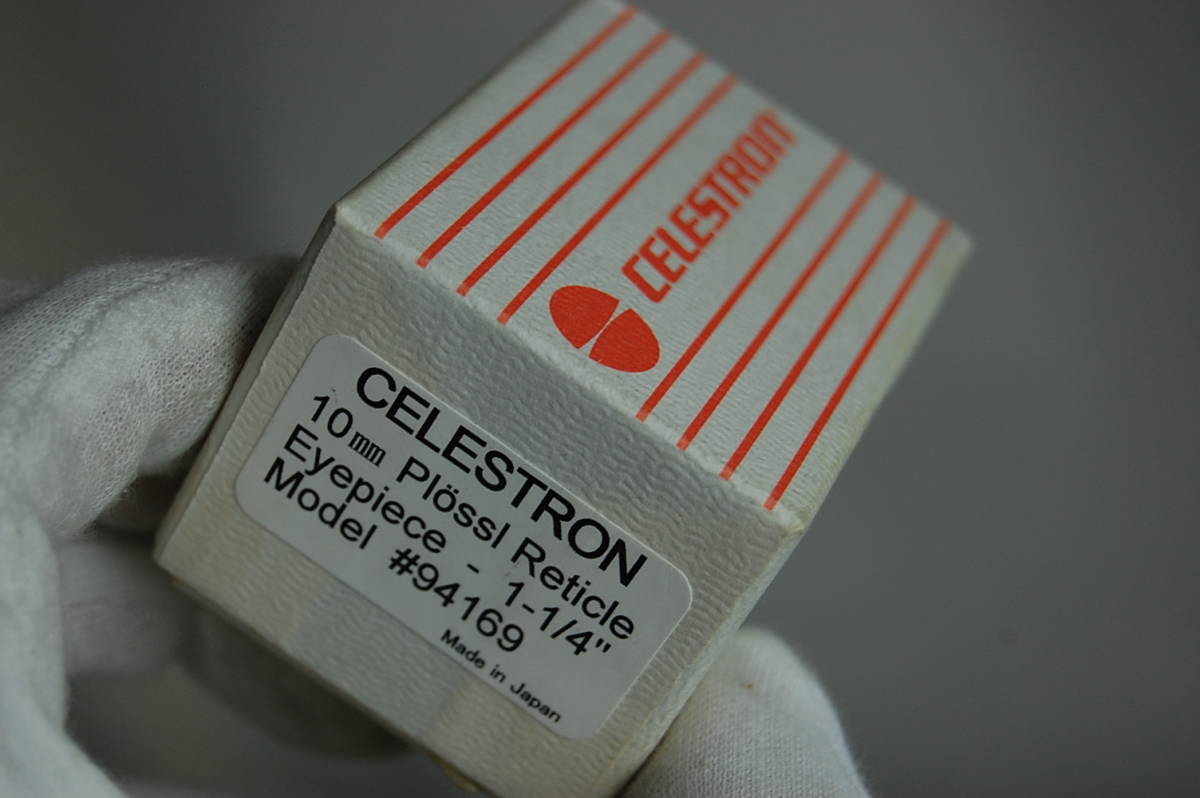 CELESTRON
CELESTRON
10㎜ Plössl Reticle
Eyepiece - 1-1/4"
Model #94169
Made in Japan